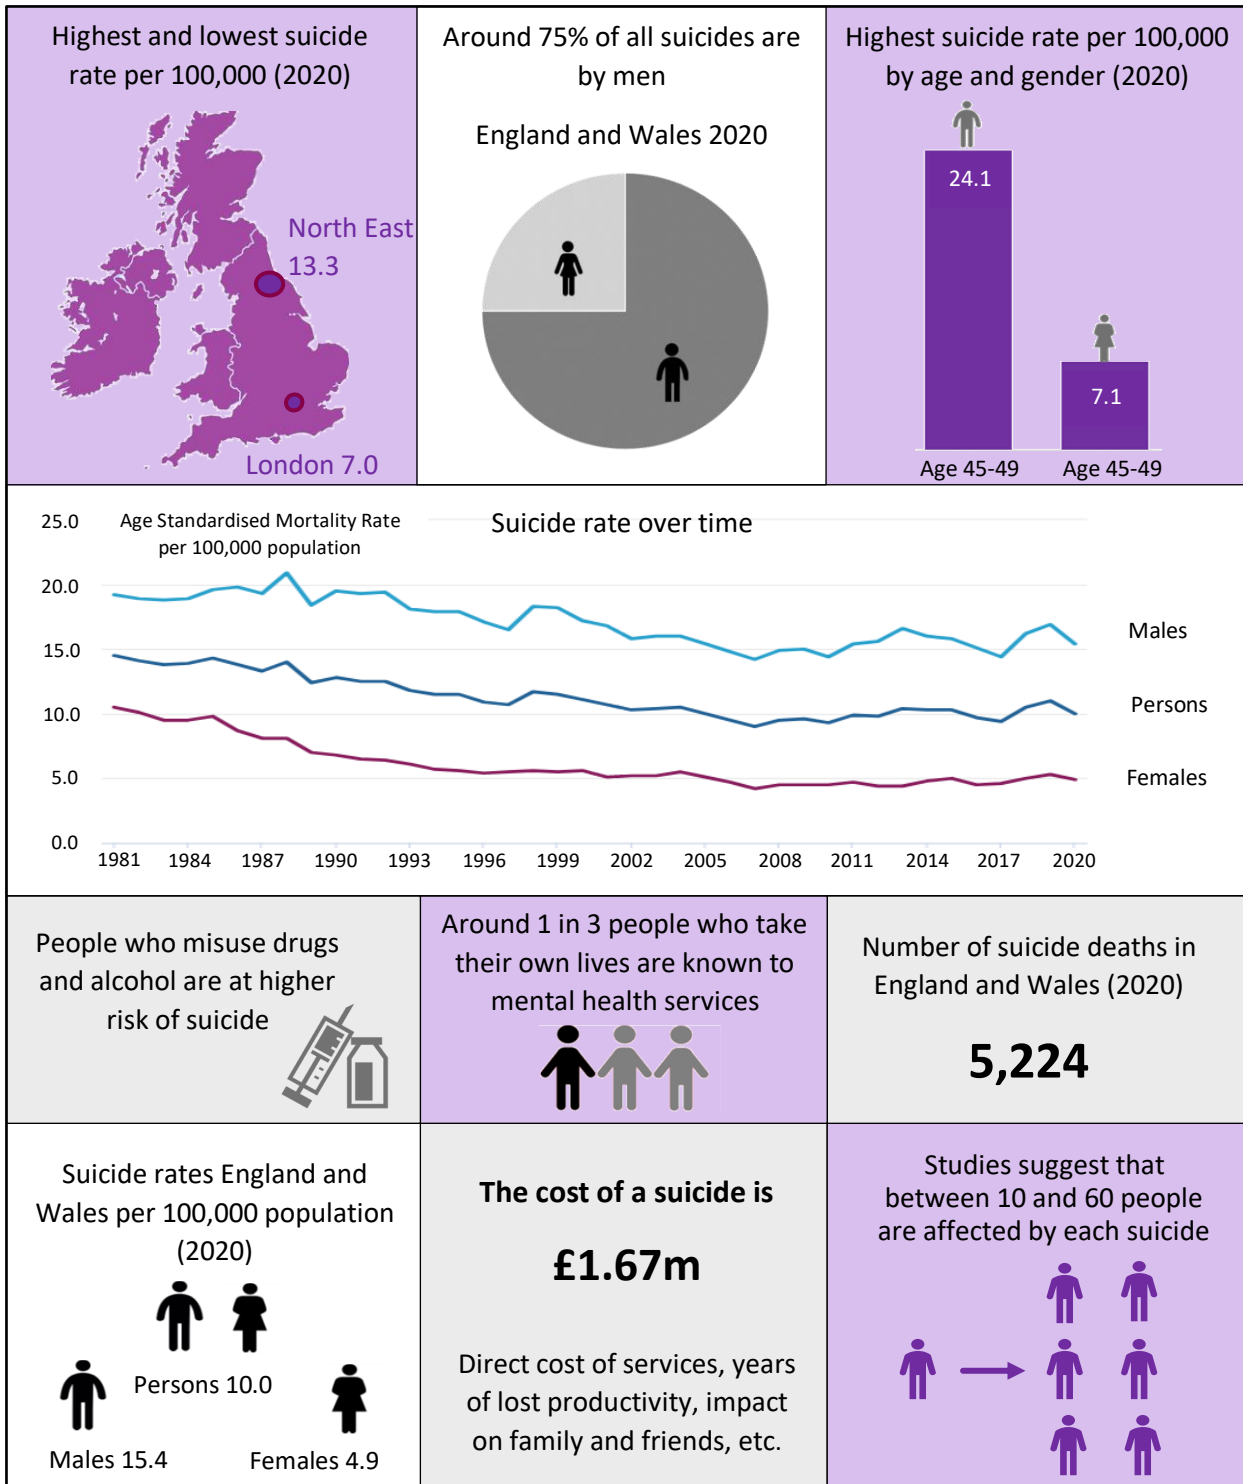 Highest and lowest suicide
rate per 100,000 (2020)
North East
13.3
London 7.0
Around 75% of all suicides are
by men
England and Wales 2020
Highest suicide rate per 100,000
by age and gender (2020)
24.1
7.1
Age 45-49
Age 45-49
Suicide rate over time
Age Standardised Mortality Rate
per 100,000 population
25.0
20.0
15.0
10.0
5.0
0.0
1981
1984
1987
1990
1993
1996
1999
2002
2005
2008
2011
2014
2017
2020
Males
Persons
Females
People who misuse drugs
and alcohol are at higher
risk of suicide
Around 1 in 3 people who take
their own lives are known to
mental health services
Number of suicide deaths in
England and Wales (2020)
5,224
Suicide rates England and
Wales per 100,000 population
(2020)
Persons 10.0
Males 15.4
Females 4.9
The cost of a suicide is
£1.67m
Direct cost of services, years
of lost productivity, impact
on family and friends, etc.
Studies suggest that
between 10 and 60 people
are affected by each suicide